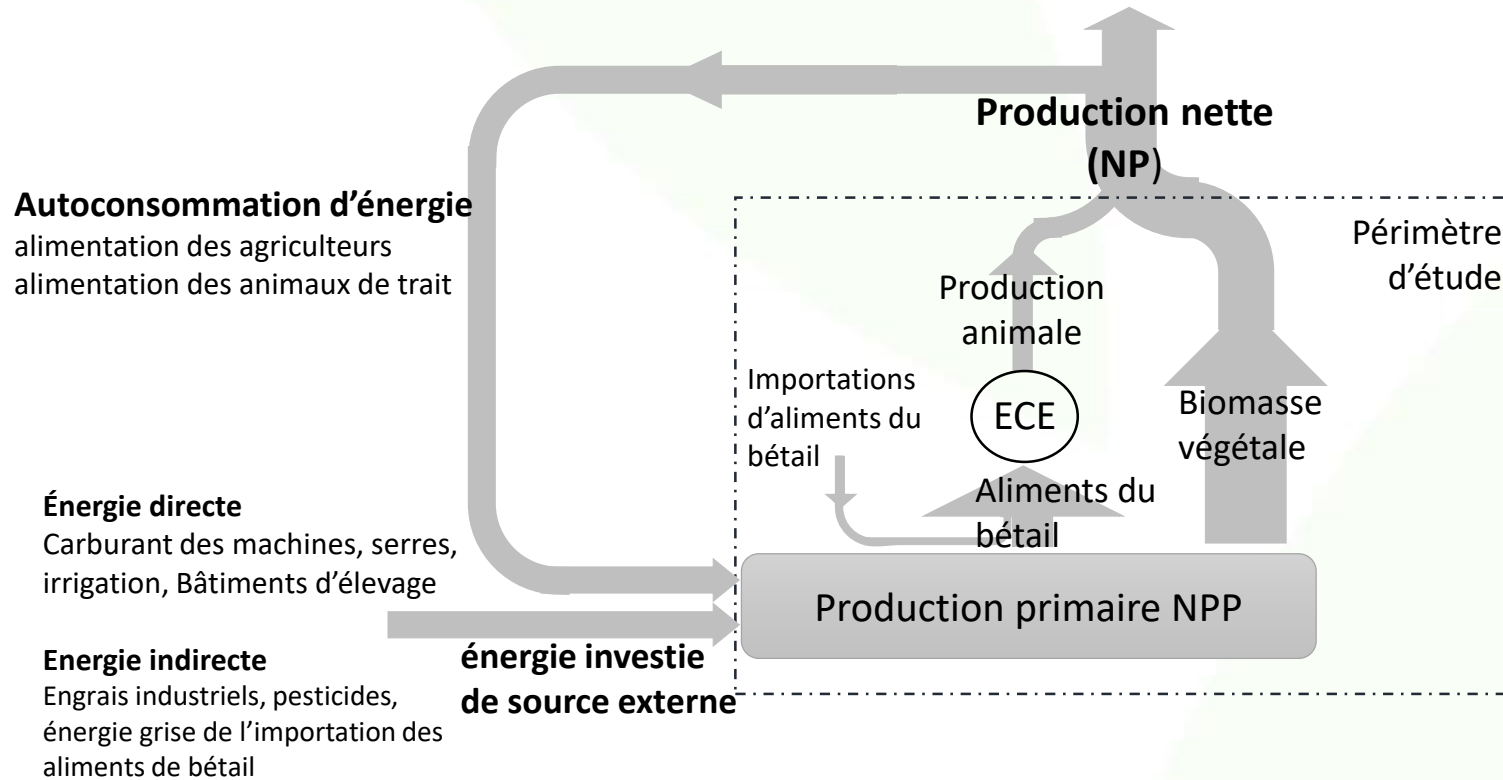 Production nette
(NP)
Autoconsommation d’énergie
alimentation des agriculteurs
alimentation des animaux de trait
Périmètre
d’étude
Production
animale
Importations
d’aliments du
bétail
ECE
Biomasse
végétale
Aliments du
bétail
Énergie directe
Carburant des machines, serres,
irrigation, Bâtiments d’élevage
Production primaire NPP
Energie indirecte
Engrais industriels, pesticides,
énergie grise de l’importation des
aliments de bétail
énergie investie
de source externe